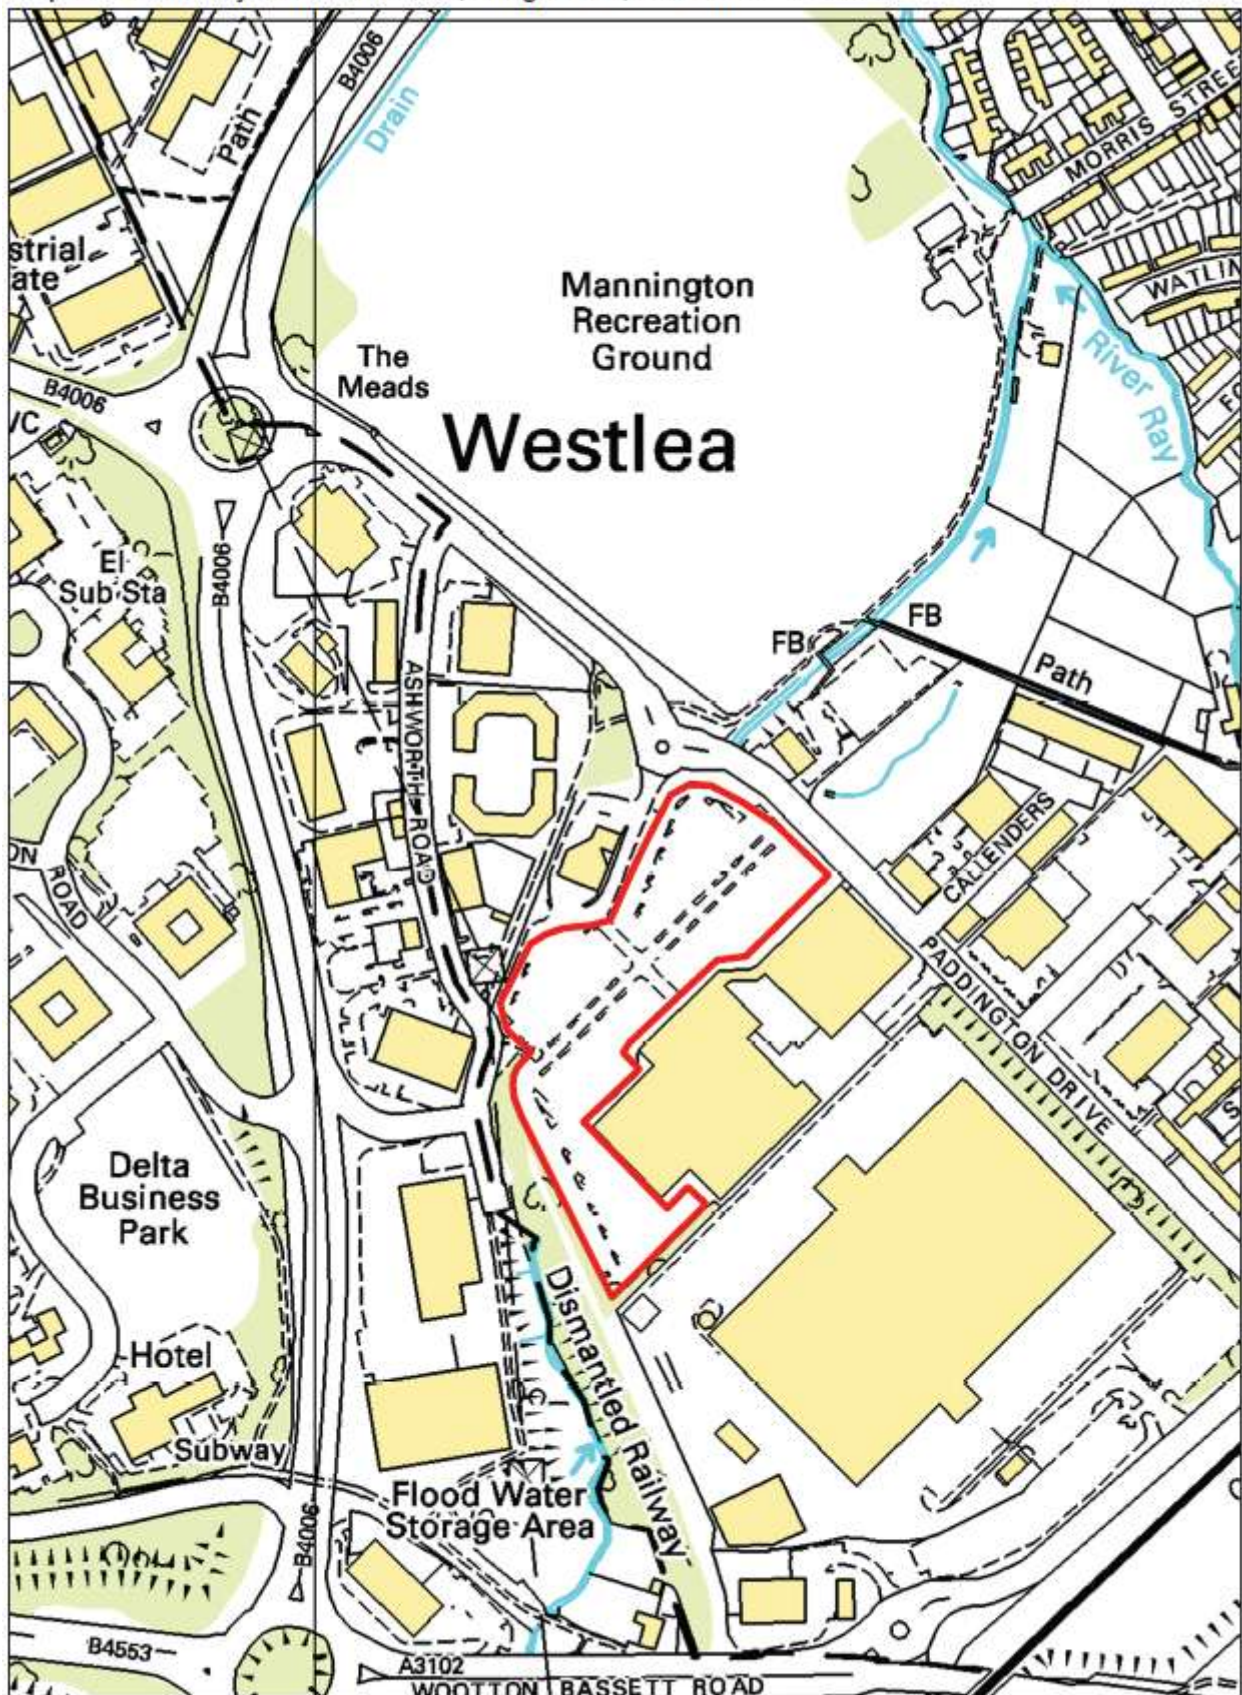 B4006
Drain
Path
MORRIS STREE
strial
ate
WATLIN
Mannington
Recreation
Ground
The
Meads
River Ray
B4006
Westlea
El
Sub Sta
B4006
FB
FB
Path
ASHWORTH ROAD
CALLENDERS
ROAD
PADDINGTON DRIVE
Delta
Business
Park
Dismantled Railway
Hotel
Subway
Flood Water
Storage Area
B4006
B4553
A3102
WOOTTON BASSETT ROAD